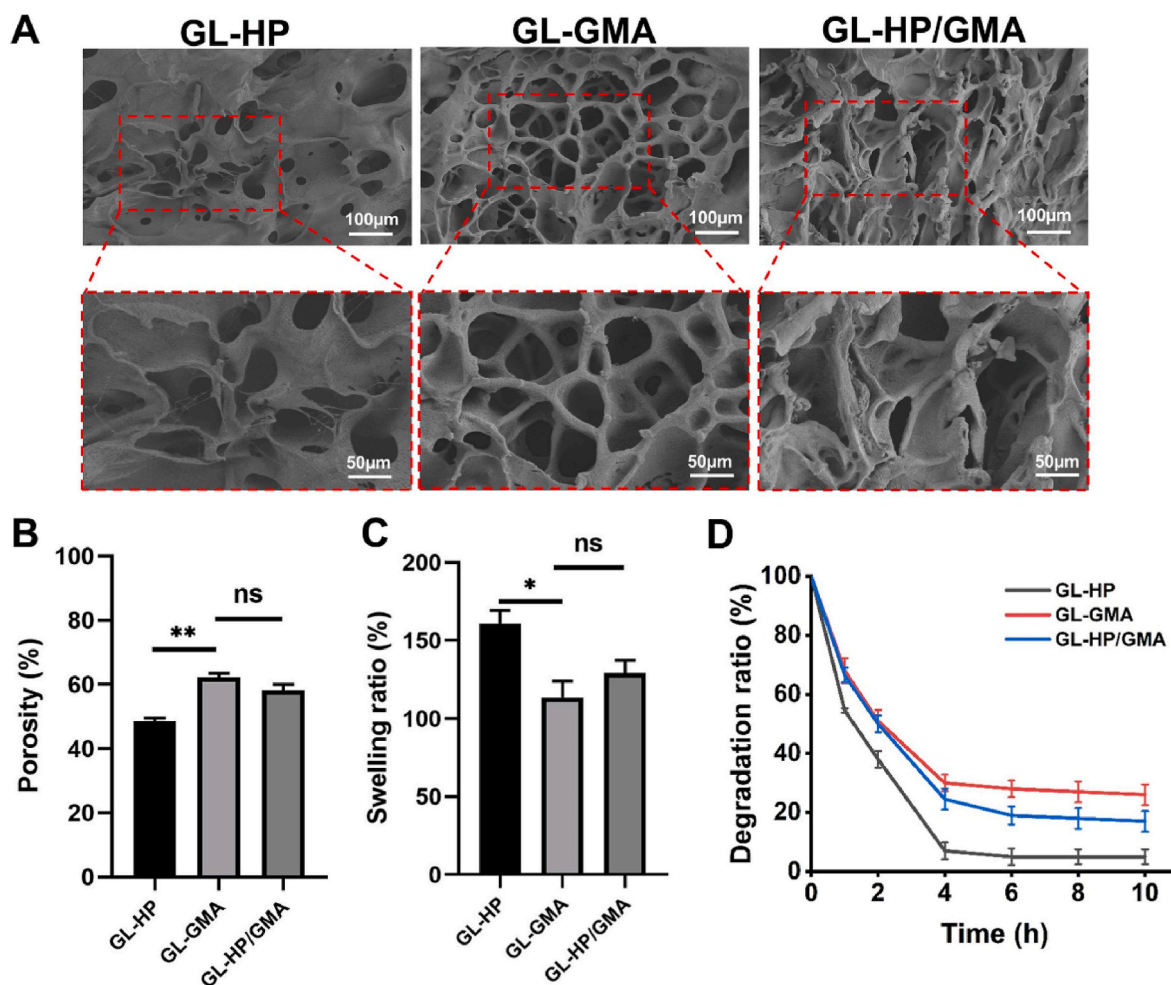 A
GL-HP
GL-GMA
GL-HP/GMA
100μm
100μm
100μm
50μm
50μm
50μm
B
Porosity (%)
100
80
60
40
20
0
**
ns
GL-HP
GL-GMA
GL-HP/GMA
C
Swelling ratio (%)
200
150
100
50
0
*
ns
GL-HP
GL-GMA
GL-HP/GMA
D
Degradation ratio (%)
100
80
60
40
20
0
GL-HP
GL-GMA
GL-HP/GMA
0
2
4
6
8
10
Time (h)